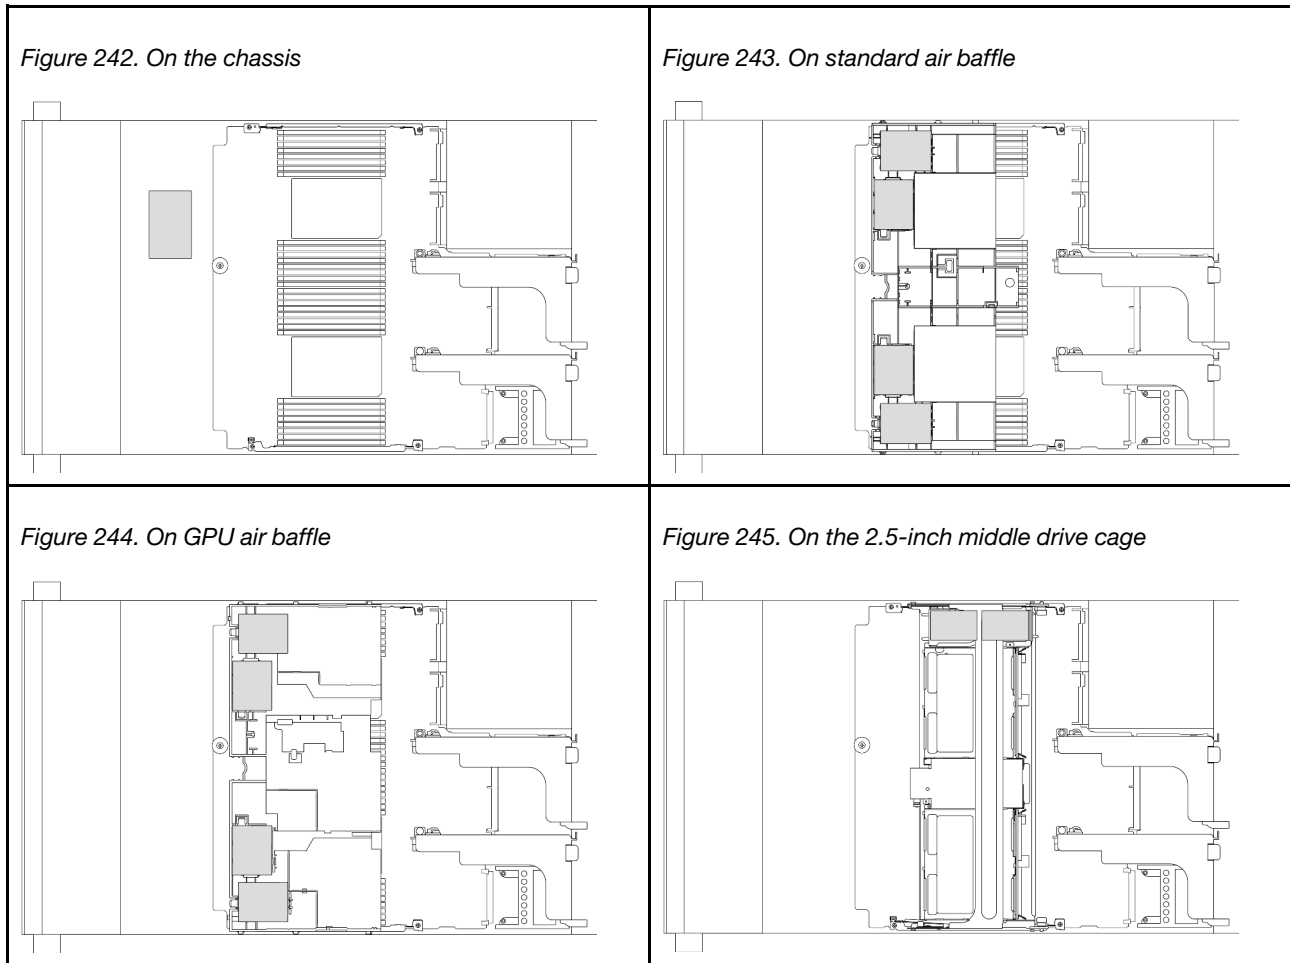 Figure 242. On the chassis
Figure 243. On standard air baffle
Figure 244. On GPU air baffle
Figure 245. On the 2.5-inch middle drive cage